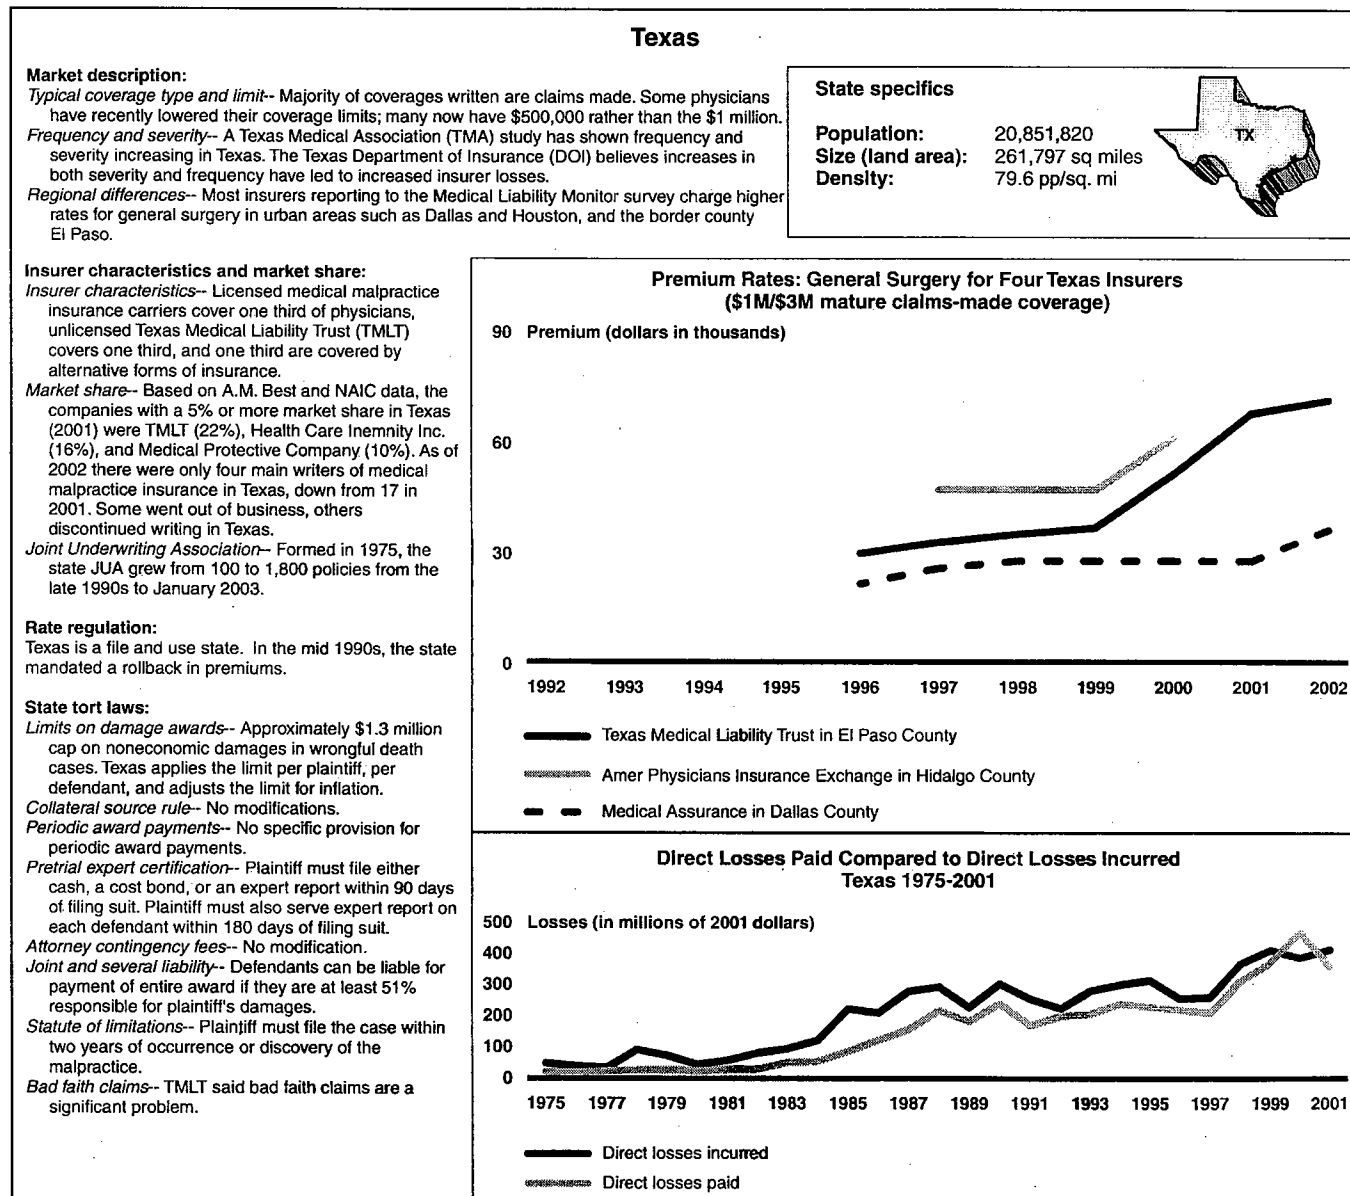 Texas
Market description:
Typical coverage type and limit-- Majority of coverages written are claims made. Some physicians
have recently lowered their coverage limits; many now have $500,000 rather than the $1 million.
Frequency and severity-- A Texas Medical Association (TMA) study has shown frequency and
severity increasing in Texas. The Texas Department of Insurance (DOI) believes increases in
both severity and frequency have led to increased insurer losses.
Regional differences-- Most insurers reporting to the Medical Liability Monitor survey charge higher
rates for general surgery in urban areas such as Dallas and Houston, and the border county
El Paso.
State specifics
Population: 20,851,820
Size (land area): 261,797 sq miles
Density: 79.6 pp/sq. mi
TX
Insurer characteristics and market share:
Insurer characteristics-- Licensed medical malpractice
insurance carriers cover one third of physicians,
unlicensed Texas Medical Liability Trust (TMLT)
covers one third, and one third are covered by
alternative forms of insurance.
Market share-- Based on A.M. Best and NAIC data, the
companies with a 5% or more market share in Texas
(2001) were TMLT (22%), Health Care Inemnity Inc.
(16%), and Medical Protective Company (10%). As of
2002 there were only four main writers of medical
malpractice insurance in Texas, down from 17 in
2001. Some went out of business, others
discontinued writing in Texas.
Joint Underwriting Association-- Formed in 1975, the
state JUA grew from 100 to 1,800 policies from the
late 1990s to January 2003.
Rate regulation:
Texas is a file and use state. In the mid 1990s, the state
mandated a rollback in premiums.
State tort laws:
Limits on damage awards-- Approximately $1.3 million
cap on noneconomic damages in wrongful death
cases. Texas applies the limit per plaintiff, per
defendant, and adjusts the limit for inflation.
Collateral source rule-- No modifications.
Periodic award payments-- No specific provision for
periodic award payments.
Pretrial expert certification-- Plaintiff must file either
cash, a cost bond, or an expert report within 90 days
of filing suit. Plaintiff must also serve expert report on
each defendant within 180 days of filing suit.
Attorney contingency fees-- No modification.
Joint and several liability-- Defendants can be liable for
payment of entire award if they are at least 51%
responsible for plaintiff's damages.
Statute of limitations-- Plaintiff must file the case within
two years of occurrence or discovery of the
malpractice.
Bad faith claims-- TMLT said bad faith claims are a
significant problem.
Premium Rates: General Surgery for Four Texas Insurers
($1M/$3M mature claims-made coverage)
90 Premium (dollars in thousands)
60
30
0
1992 1993 1994 1995 1996 1997 1998 1999 2000 2001 2002
Texas Medical Liability Trust in El Paso County
Amer Physicians Insurance Exchange in Hidalgo County
Medical Assurance in Dallas County
Direct Losses Paid Compared to Direct Losses Incurred
Texas 1975-2001
500 Losses (in millions of 2001 dollars)
400
300
200
100
0
1975 1977 1979 1981 1983 1985 1987 1989 1991 1993 1995 1997 1999 2001
Direct losses incurred
Direct losses paid